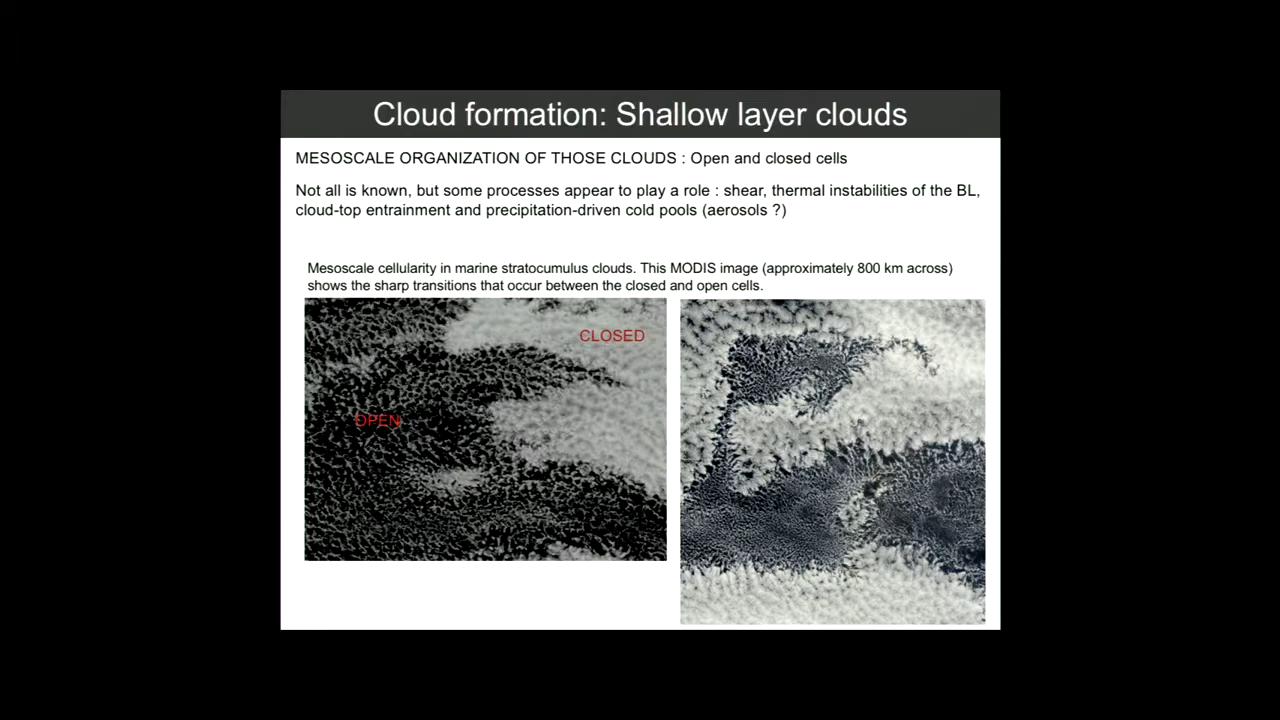 Cloud formation: Shallow layer clouds
MESOSCALE ORGANIZATION OF THOSE CLOUDS : Open and closed cells
Not all is known, but some processes appear to play a role : shear, thermal instabilities of the BL,
cloud-top entrainment and precipitation-driven cold pools (aerosols ?)
Mesoscale cellularity in marine stratocumulus clouds. This MODIS image (approximately 800 km across)
shows the sharp transitions that occur between the closed and open cells.
CLOSED
OPEN